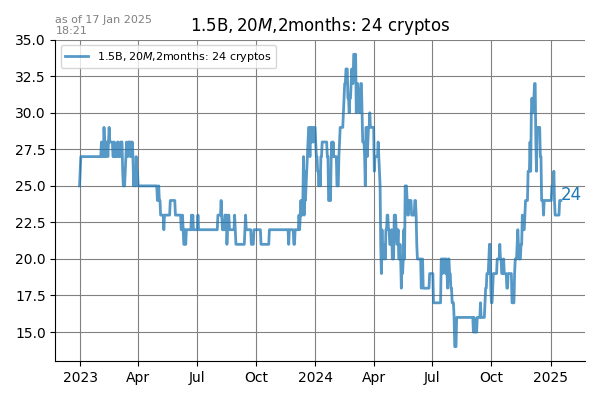 as of 17 Jan 2025
18:21
1.5B, 20M,2months: 24 cryptos
1.5B, 20M,2months: 24 cryptos
35.0
32.5
30.0
27.5
25.0
22.5
20.0
17.5
15.0
24
2023 Apr Jul Oct 2024 Apr Jul Oct 2025